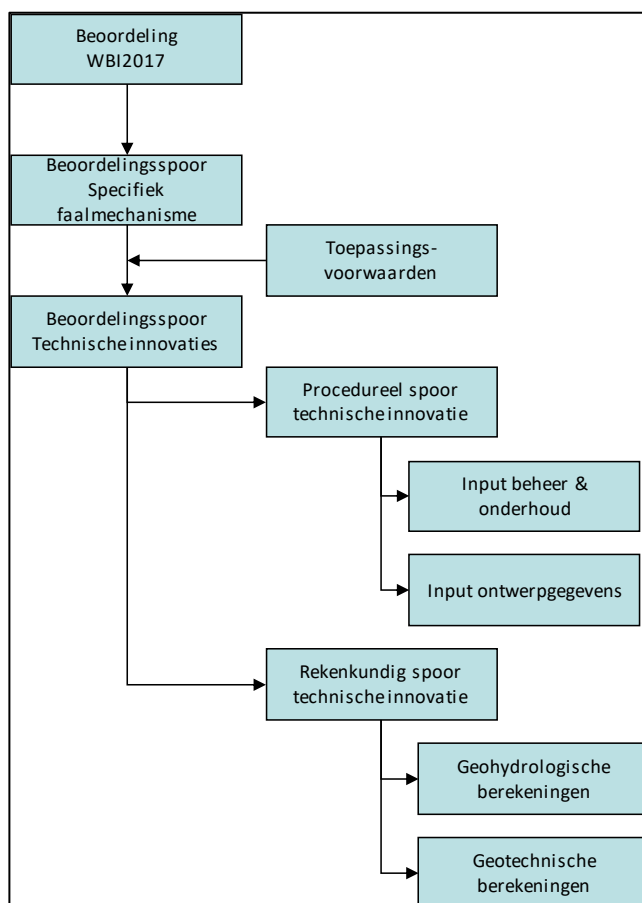 Beoordeling
WBI2017
Beoordelingsspoor
Specifiek
faalmechanisme
Toepassings-
voorwaarden
Beoordelingsspoor
Technische innovaties
Procedureel spoor
technische innovatie
Input beheer &
onderhoud
Input ontwerpgegevens
Rekenkundig spoor
technische innovatie
Geohydrologische
berekeningen
Geotechnische
berekeningen